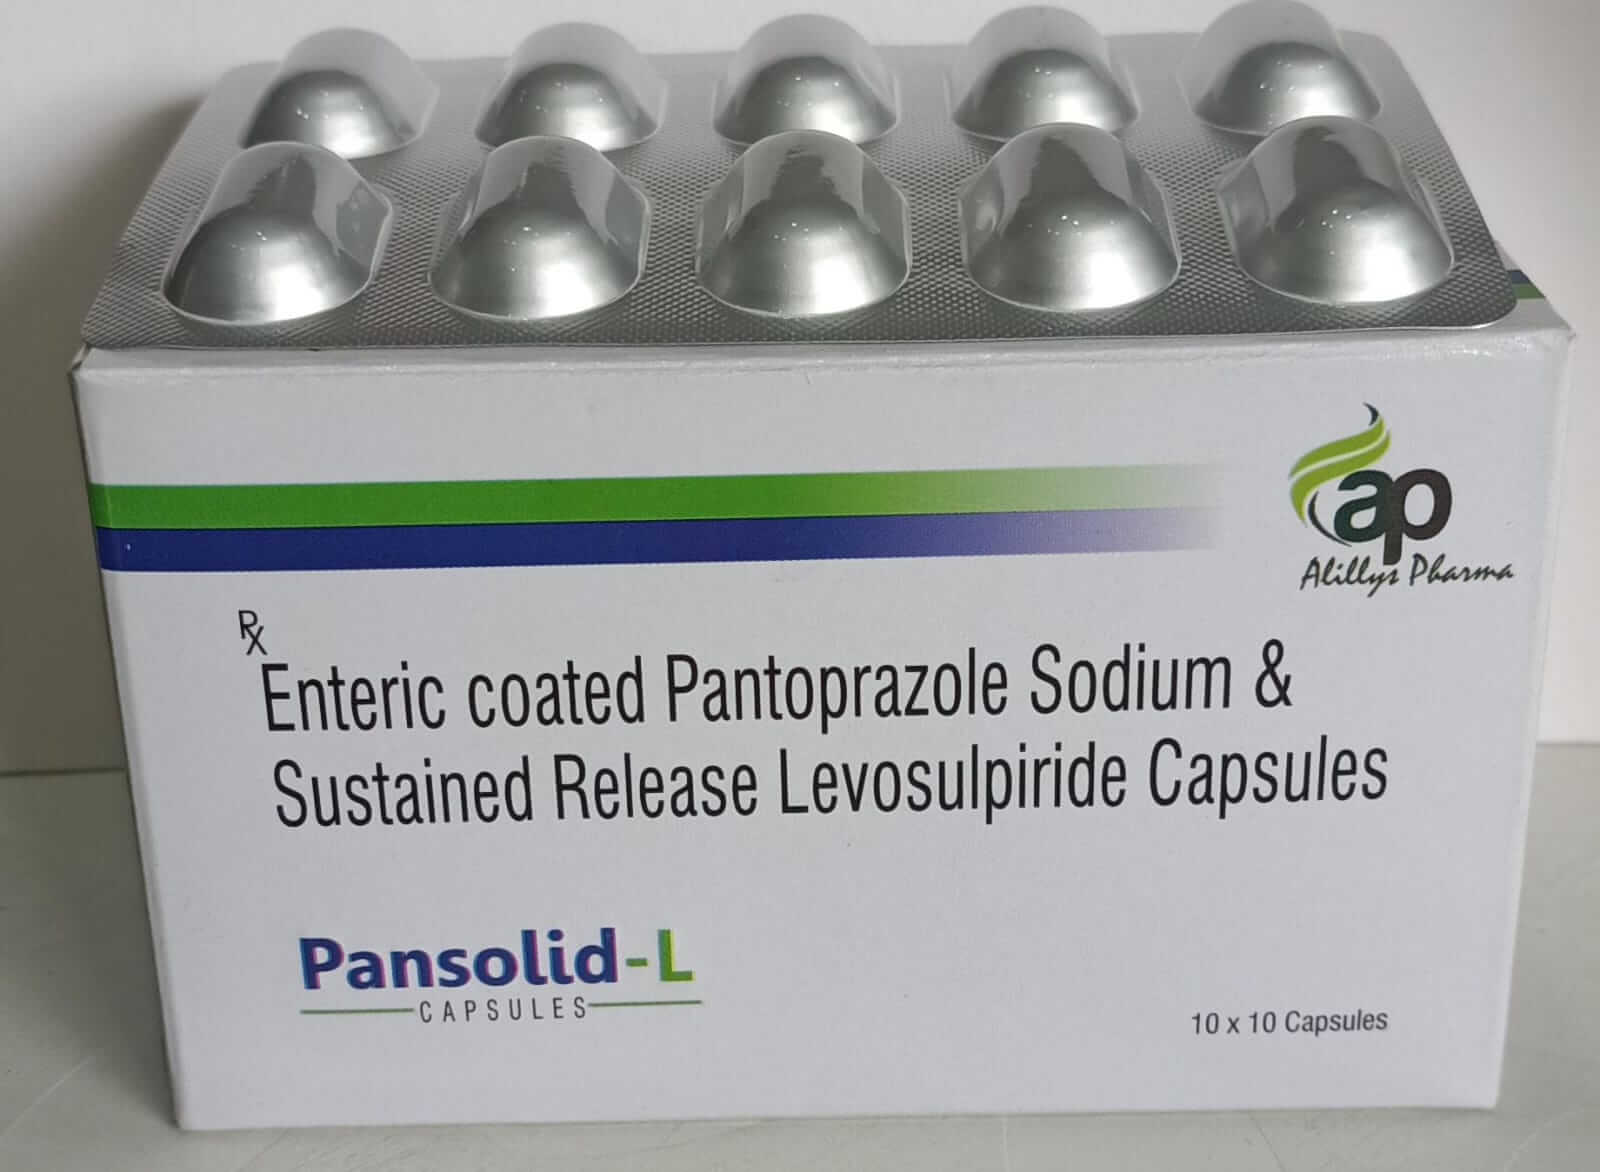 ap
Alillys Pharma
Rx
Enteric coated Pantoprazole Sodium &
Sustained Release Levosulpiride Capsules
Pansolid-L
CAPSULES
10 x 10 Capsules